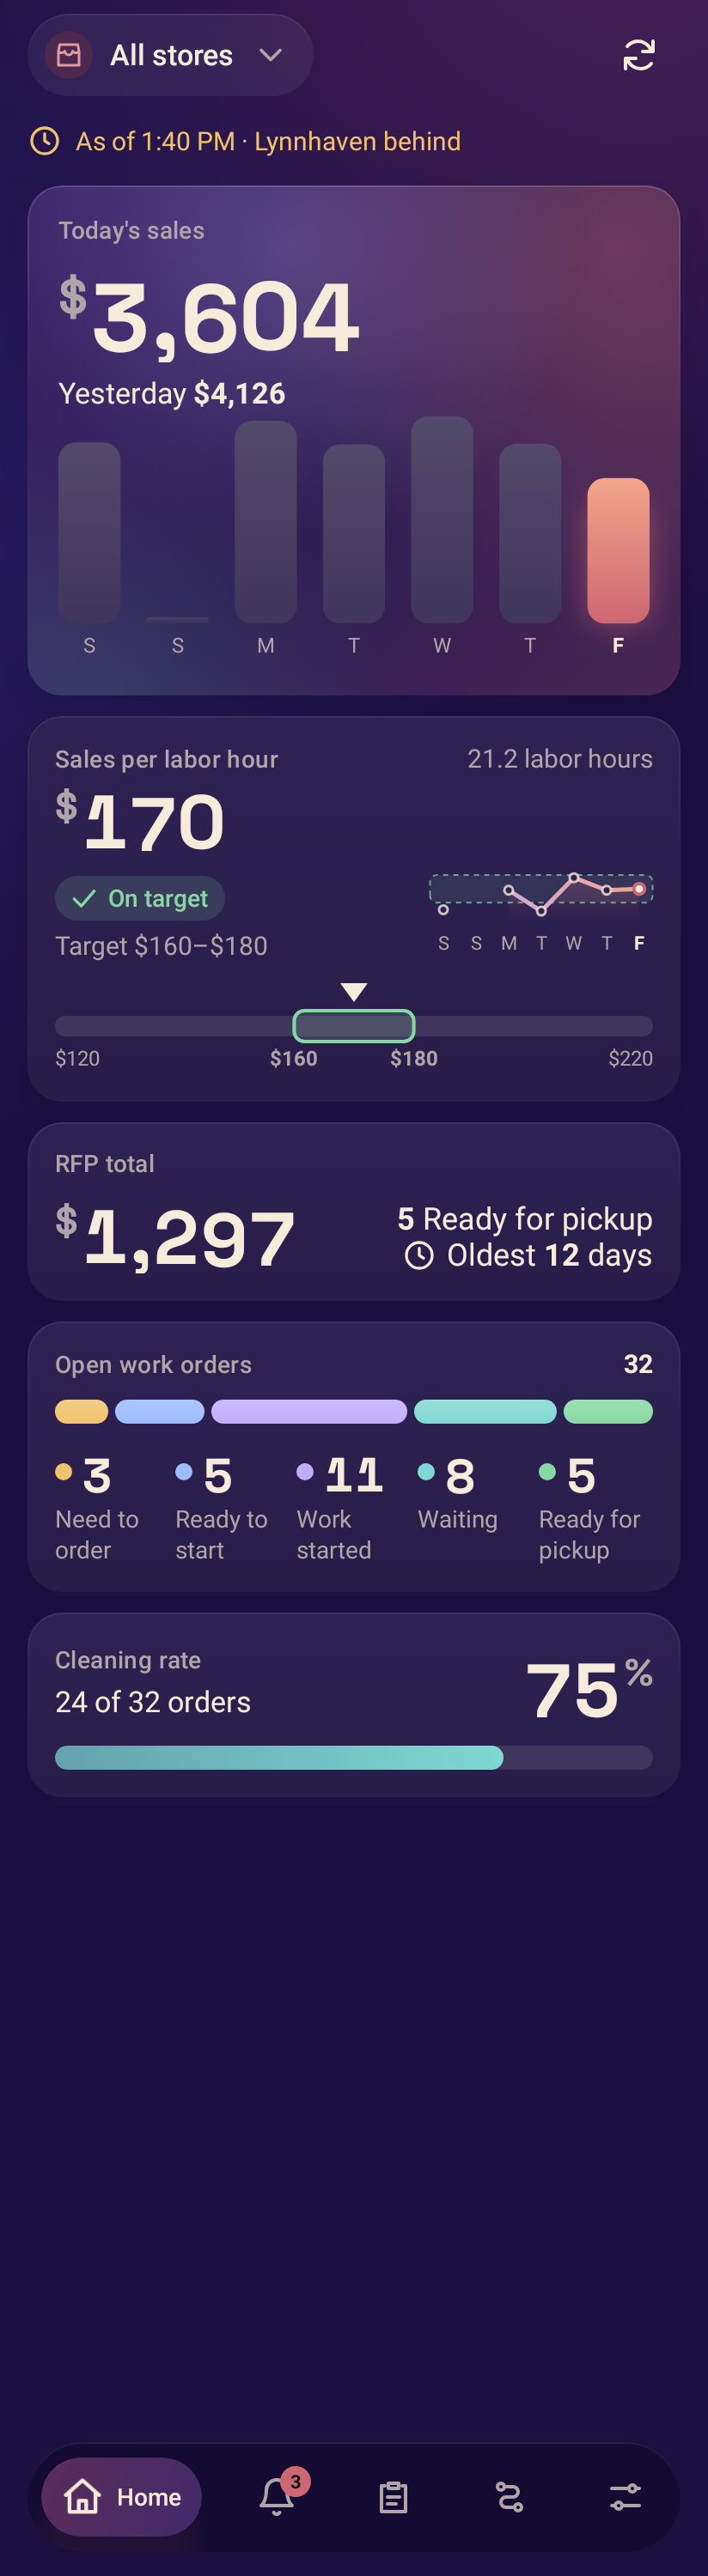 All stores
As of 1:40 PM · Lynnhaven behind
Today's sales
$3,604
Yesterday $4,126
S S M T W T F
Sales per labor hour 21.2 labor hours
$170
On target
Target $160–$180
S S M T W T F
$120 $160 $180 $220
RFP total
$1,297
5 Ready for pickup
Oldest 12 days
Open work orders 32
3 5 11 8 5
Need to order
Ready to start
Work started
Waiting
Ready for pickup
Cleaning rate
24 of 32 orders
75%
Home
3